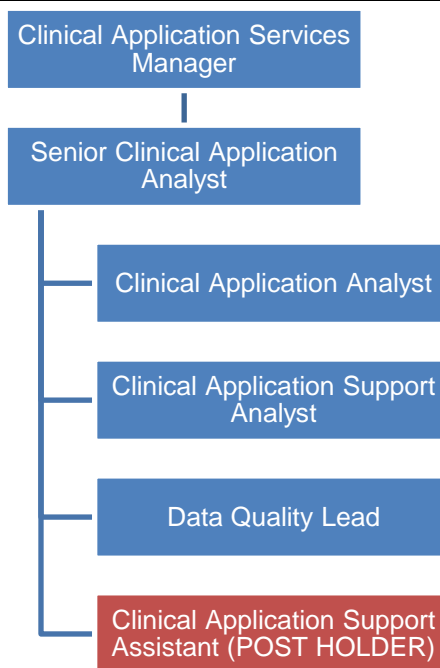 Clinical Application Services
Manager
Senior Clinical Application
Analyst
Clinical Application Analyst
Clinical Application Support
Analyst
Data Quality Lead
Clinical Application Support
Assistant (POST HOLDER)